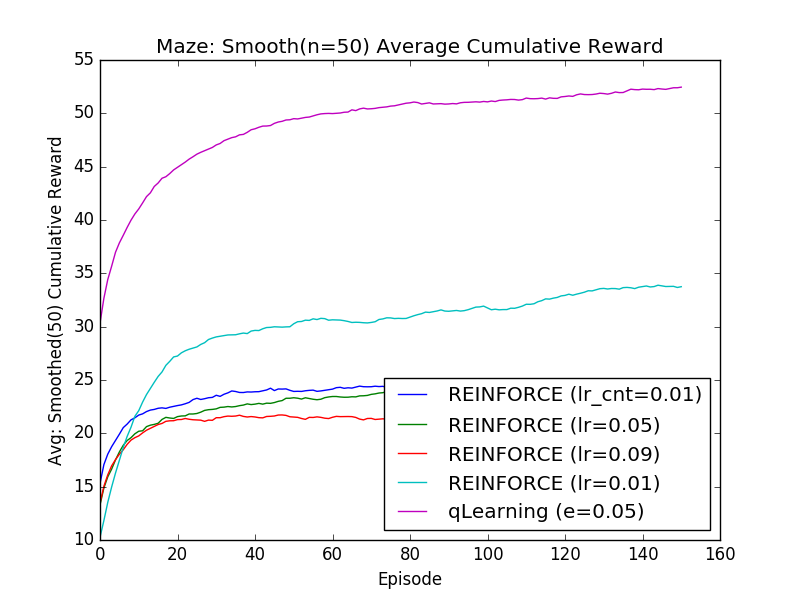 Maze: Smooth(n=50) Average Cumulative Reward
55
50
45
40
35
30
25
20
15
10
Avg: Smoothed(50) Cumulative Reward
REINFORCE (lr_cnt=0.01)
REINFORCE (lr=0.05)
REINFORCE (lr=0.09)
REINFORCE (lr=0.01)
qLearning (e=0.05)
0 20 40 60 80 100 120 140 160
Episode